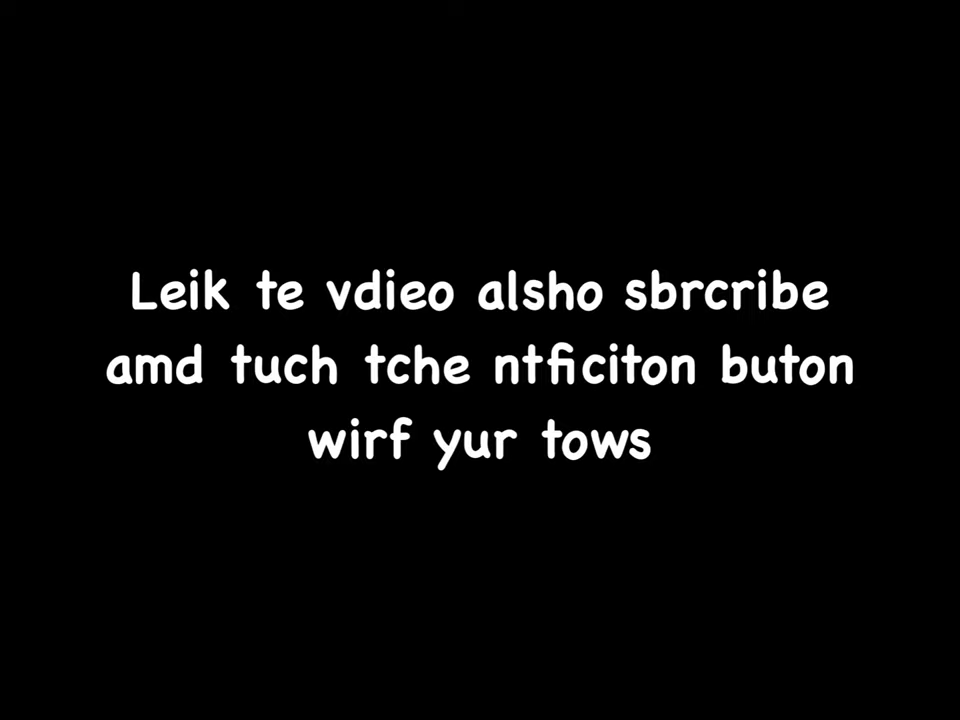 Leik te vdieo alsho sbrcribe
amd tuch tche ntficiton buton
wirf yur tows